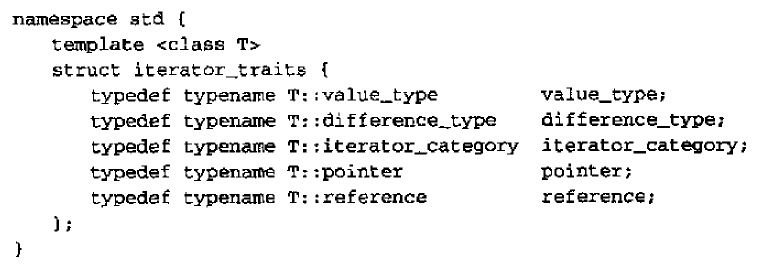 namespace std {
    template <class T>
    struct iterator_traits {
        typedef typename T::value_type         value_type;
        typedef typename T::difference_type    difference_type;
        typedef typename T::iterator_category  iterator_category;
        typedef typename T::pointer            pointer;
        typedef typename T::reference          reference;
    };
}